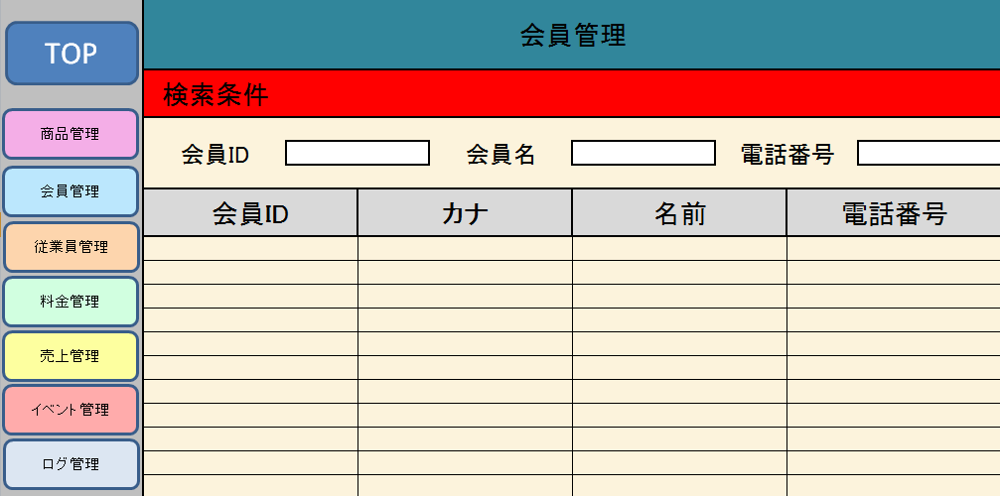 TOP
商品管理
会員管理
従業員管理
料金管理
売上管理
イベント管理
ログ管理
会員管理
検索条件
会員ID 会員名 電話番号
会員ID カナ 名前 電話番号